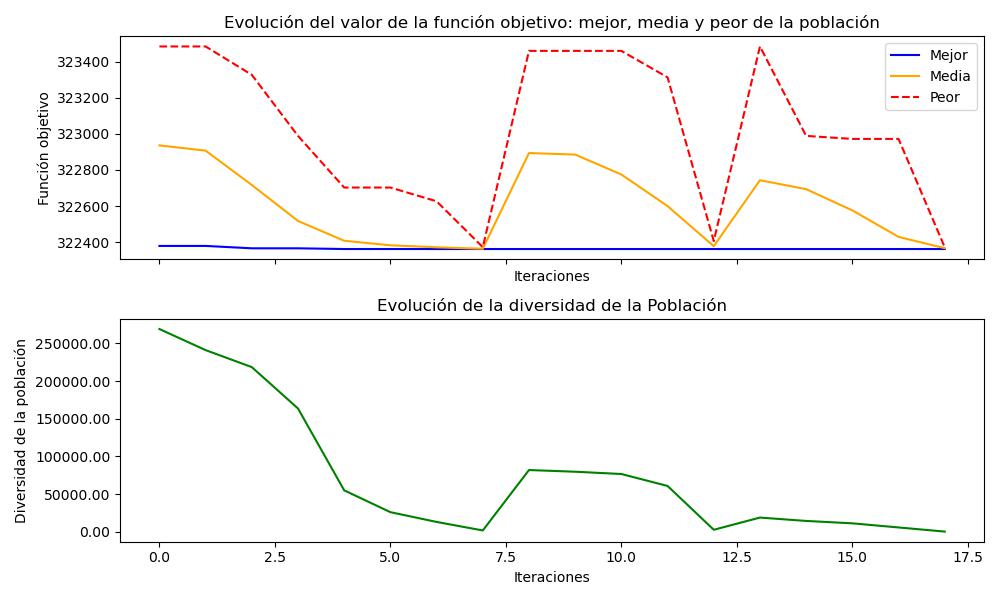 Evolución del valor de la función objetivo: mejor, media y peor de la población
Función objetivo
323400
323200
323000
322800
322600
322400
Mejor
Media
Peor
Iteraciones
Evolución de la diversidad de la Población
Diversidad de la población
250000.00
200000.00
150000.00
100000.00
50000.00
0.00
0.0 2.5 5.0 7.5 10.0 12.5 15.0 17.5
Iteraciones